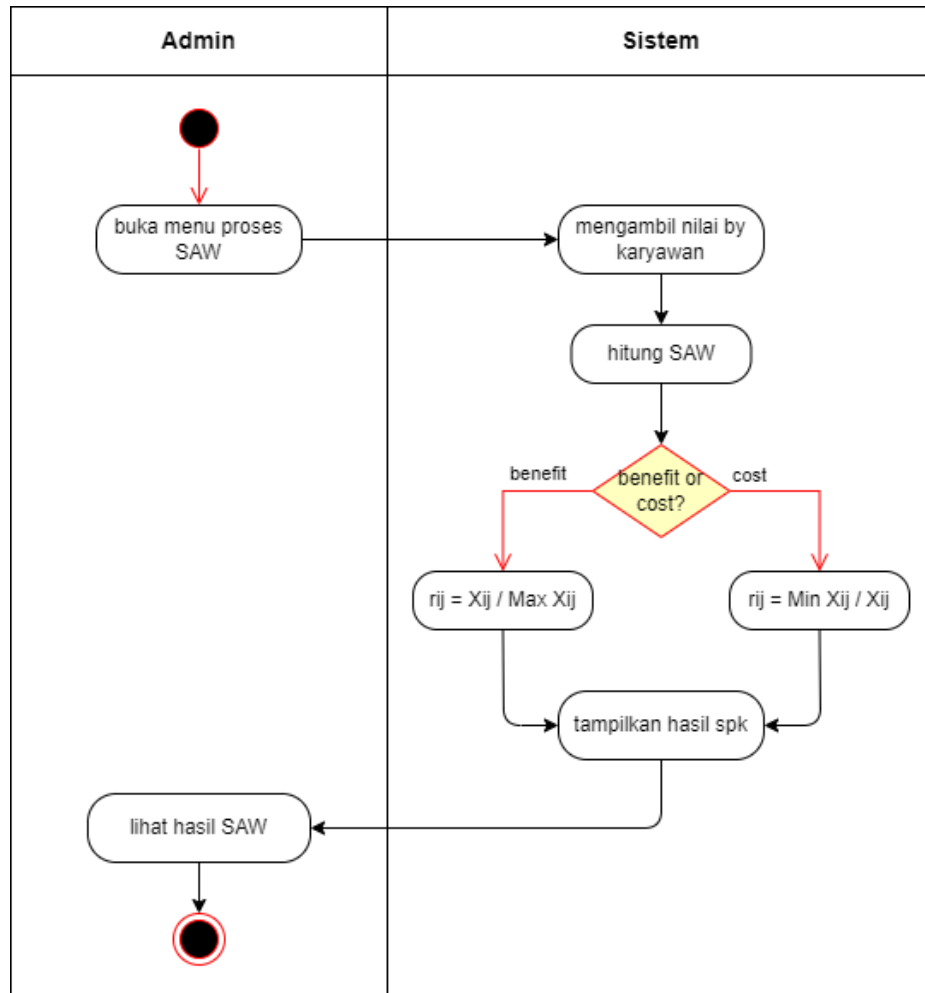 Admin
Sistem
buka menu proses
SAW
mengambil nilai by
karyawan
hitung SAW
benefit
benefit or
cost?
cost
rij = Xij / Max Xij
rij = Min Xij / Xij
tampilkan hasil spk
lihat hasil SAW